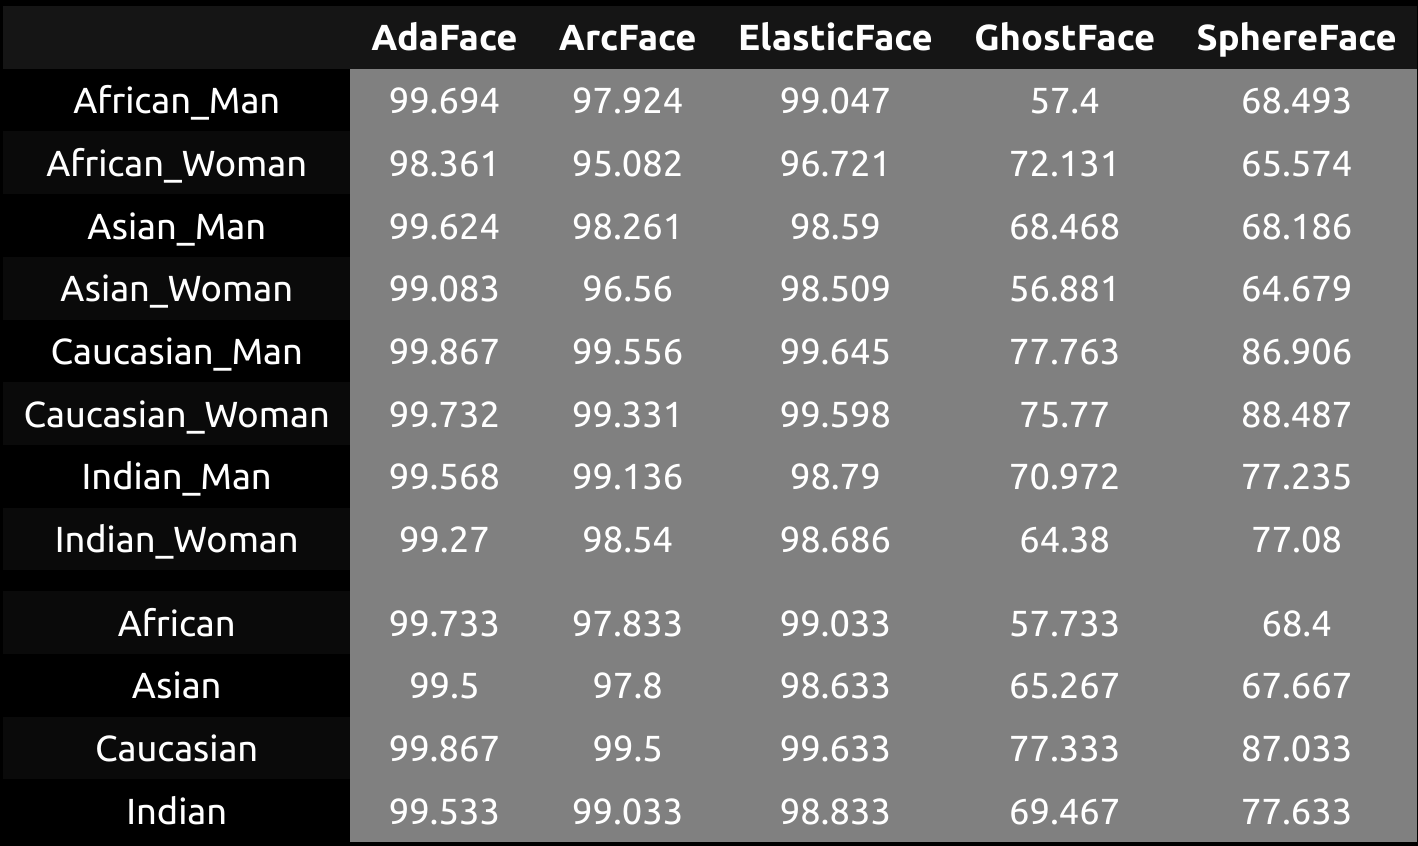 AdaFace ArcFace ElasticFace GhostFace SphereFace
African_Man 99.694 97.924 99.047 57.4 68.493
African_Woman 98.361 95.082 96.721 72.131 65.574
Asian_Man 99.624 98.261 98.59 68.468 68.186
Asian_Woman 99.083 96.56 98.509 56.881 64.679
Caucasian_Man 99.867 99.556 99.645 77.763 86.906
Caucasian_Woman 99.732 99.331 99.598 75.77 88.487
Indian_Man 99.568 99.136 98.79 70.972 77.235
Indian_Woman 99.27 98.54 98.686 64.38 77.08
African 99.733 97.833 99.033 57.733 68.4
Asian 99.5 97.8 98.633 65.267 67.667
Caucasian 99.867 99.5 99.633 77.333 87.033
Indian 99.533 99.033 98.833 69.467 77.633